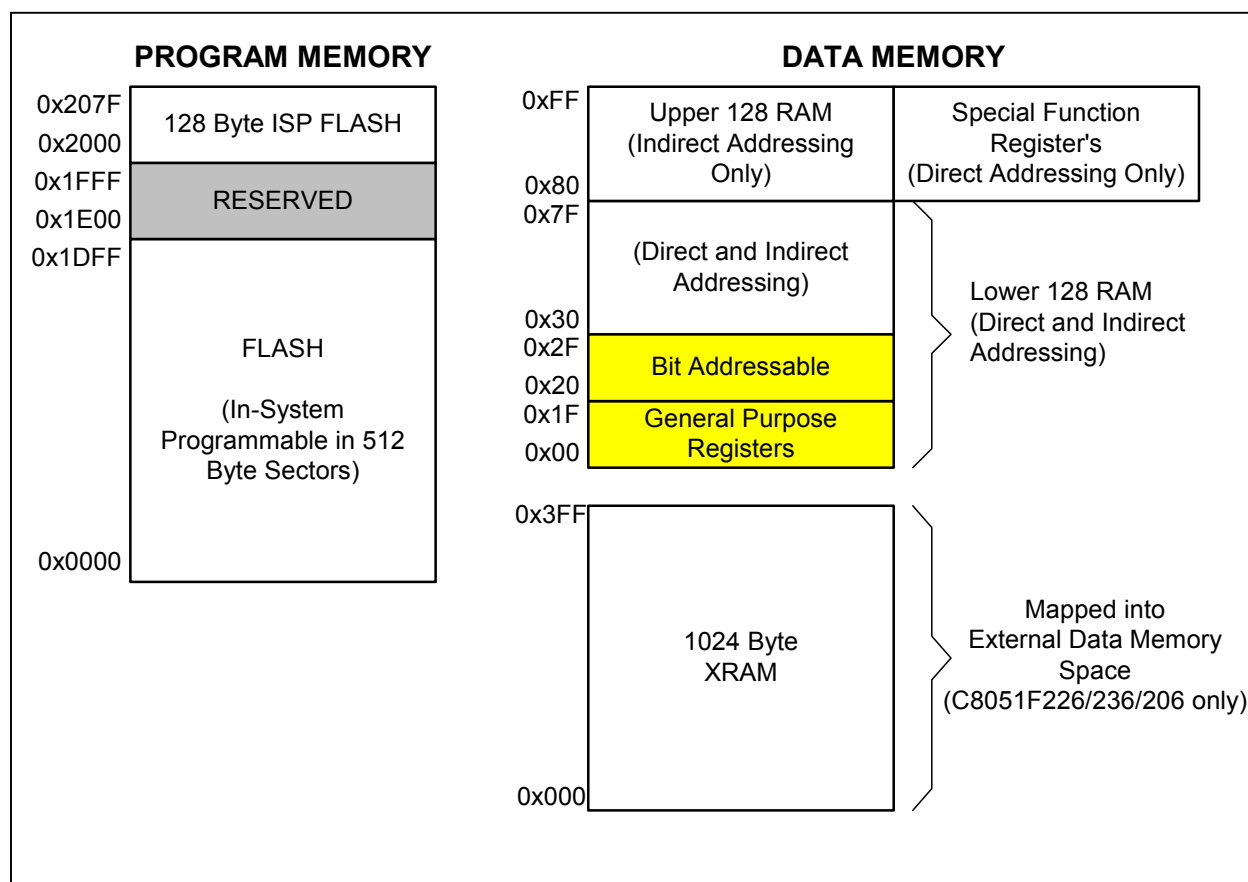 PROGRAM MEMORY
0x207F
128 Byte ISP FLASH
0x2000
0x1FFF
RESERVED
0x1E00
0x1DFF
FLASH
(In-System
Programmable in 512
Byte Sectors)
0x0000
DATA MEMORY
0xFF
Upper 128 RAM
(Indirect Addressing
Only)
0x80
Special Function
Register's
(Direct Addressing Only)
0x7F
(Direct and Indirect
Addressing)
0x30
0x2F
Bit Addressable
0x20
0x1F
General Purpose
Registers
0x00
Lower 128 RAM
(Direct and Indirect
Addressing)
0x3FF
1024 Byte
XRAM
0x000
Mapped into
External Data Memory
Space
(C8051F226/236/206 only)